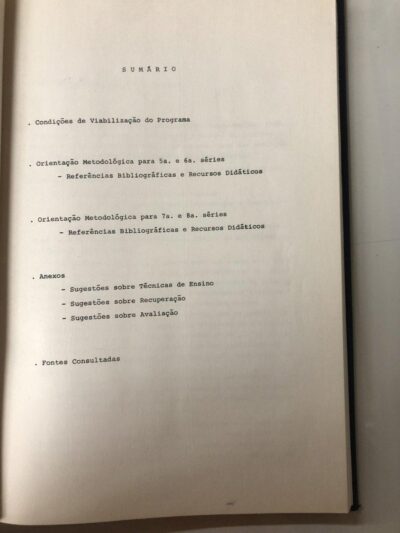 SUMÁRIO
. Condições de Viabilização do Programa
. Orientação Metodológica para 5a. e 6a. séries
- Referências Bibliográficas e Recursos Didáticos
. Orientação Metodológica para 7a. e 8a. séries
- Referências Bibliográficas e Recursos Didáticos
. Anexos
- Sugestões sobre Técnicas de Ensino
- Sugestões sobre Recuperação
- Sugestões sobre Avaliação
. Fontes Consultadas